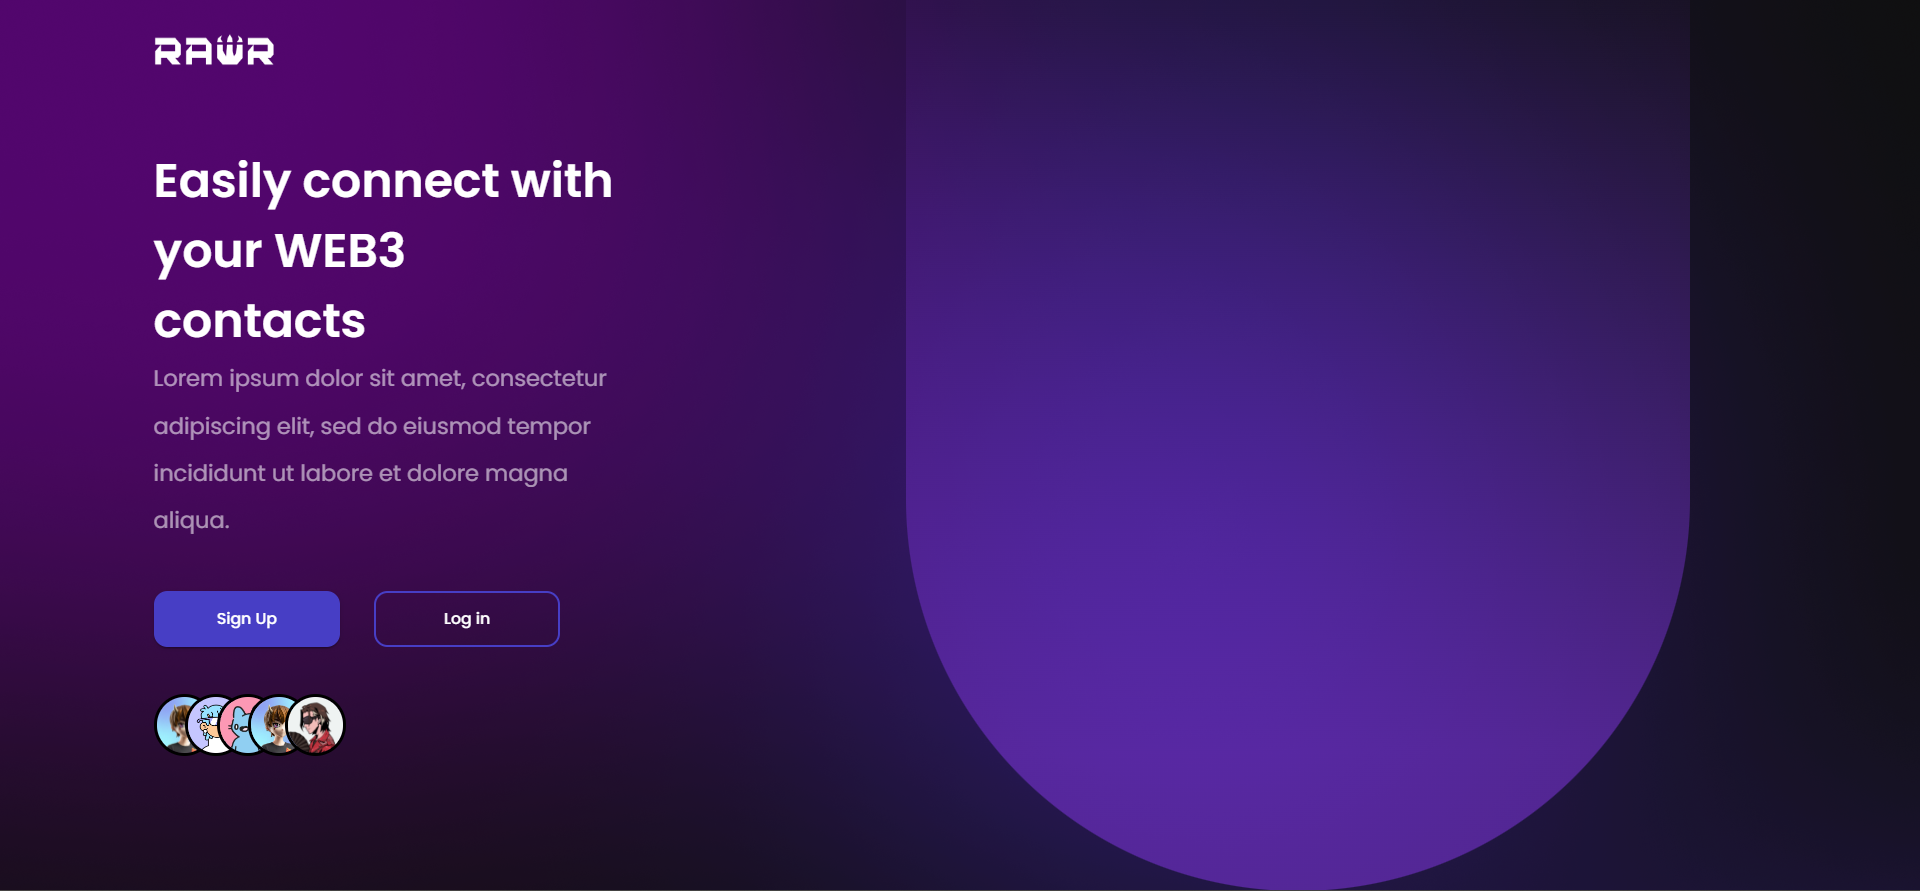 RAWR
Easily connect with
your WEB3
contacts
Lorem ipsum dolor sit amet, consectetur
adipiscing elit, sed do eiusmod tempor
incididunt ut labore et dolore magna
aliqua.
Sign Up
Log in